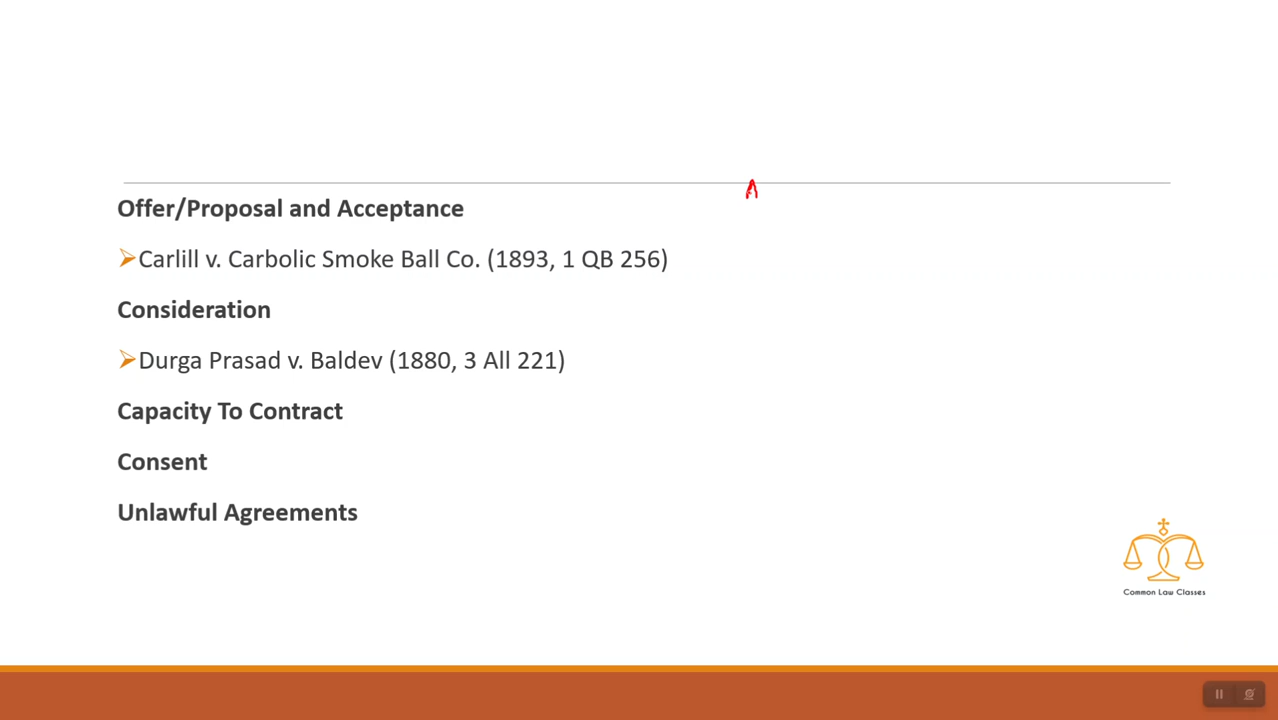 A
Offer/Proposal and Acceptance
Carlill v. Carbolic Smoke Ball Co. (1893, 1 QB 256)
Consideration
Durga Prasad v. Baldev (1880, 3 All 221)
Capacity To Contract
Consent
Unlawful Agreements
Common Law Classes